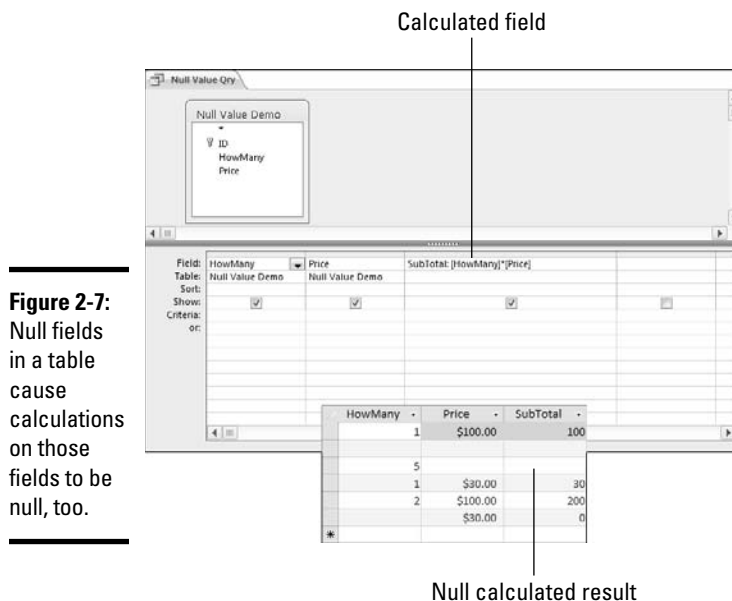 Calculated field
Null Value Qry
Null Value Demo
*
ID
HowMany
Price
Field: HowMany Price SubTotal: [HowMany]*[Price]
Table: Null Value Demo Null Value Demo
Sort:
Show:
Criteria:
or:
Figure 2-7:
Null fields
in a table
cause
calculations
on those
fields to be
null, too.
HowMany Price SubTotal
1 $100.00 100
5
1 $30.00 30
2 $100.00 200
$30.00 0
*
Null calculated result